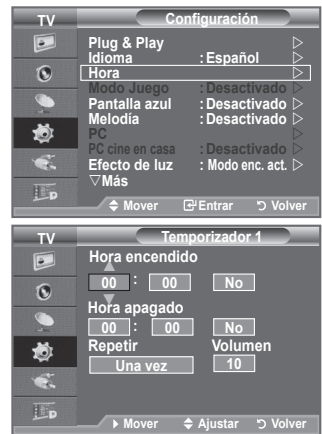 TV Configuración
Plug & Play
Idioma : Español
Hora
Modo Juego : Desactivado
Pantalla azul : Desactivado
Melodía : Desactivado
PC
PC cine en casa : Desactivado
Efecto de luz : Modo enc. act.
▽Más
Mover Entrar Volver
TV Temporizador 1
Hora encendido
00 : 00 No
Hora apagado
00 : 00 No
Repetir Volumen
Una vez 10
Mover Ajustar Volver